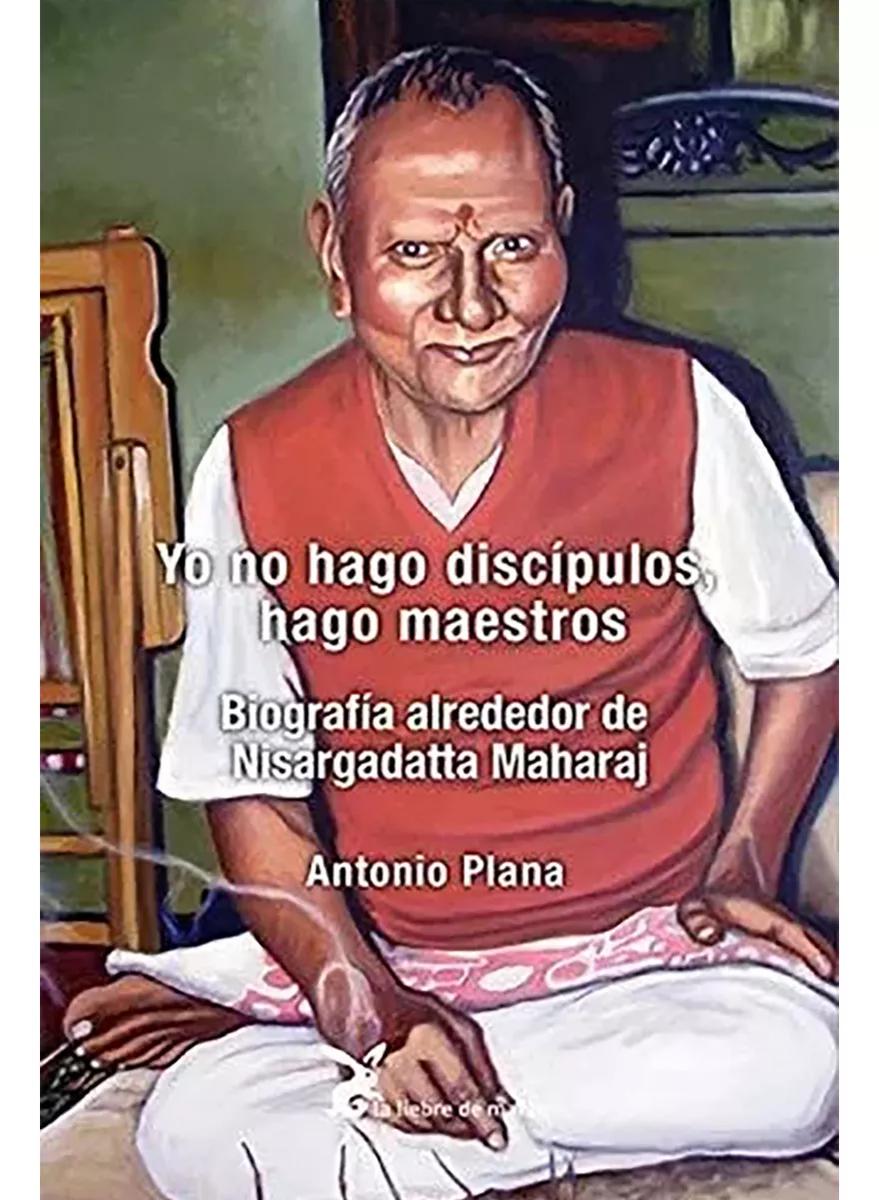 Yo no hago discípulos,
hago maestros
Biografía alrededor de
Nisargadatta Maharaj
Antonio Plana
la liebre de